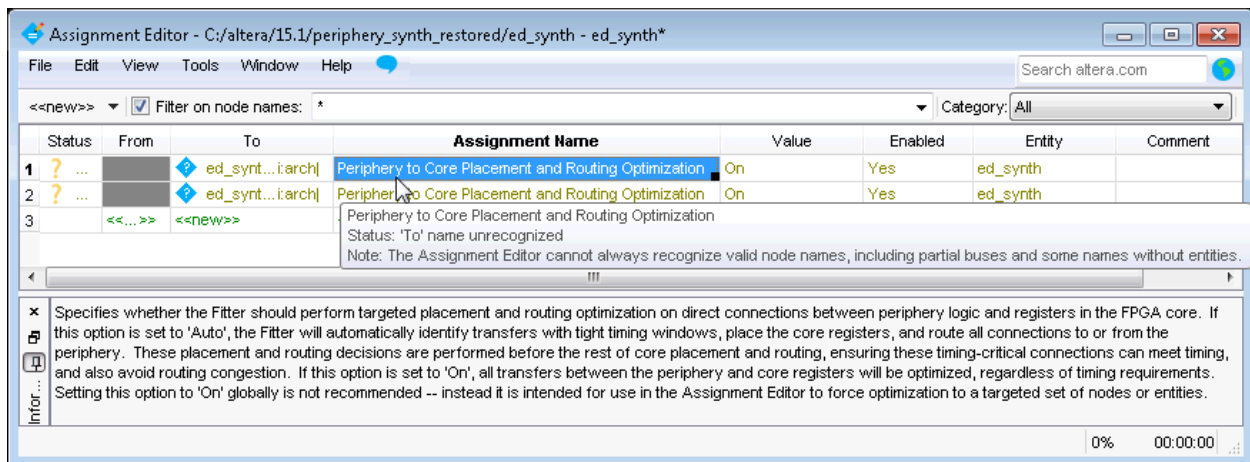 Assignment Editor - C:/altera/15.1/periphery_synth_restored/ed_synth - ed_synth*
File Edit View Tools Window Help Search altera.com
<<new>> Filter on node names: * Category: All
Status From To Assignment Name Value Enabled Entity Comment
1 ? ... ? ed_synt...i:arch| Periphery to Core Placement and Routing Optimization On Yes ed_synth
2 ? ... ? ed_synt...i:arch| Periphery to Core Placement and Routing Optimization On Yes ed_synth
3 <<...>> <<new>>
Periphery to Core Placement and Routing Optimization
Status: 'To' name unrecognized
Note: The Assignment Editor cannot always recognize valid node names, including partial buses and some names without entities.
Specifies whether the Fitter should perform targeted placement and routing optimization on direct connections between periphery logic and registers in the FPGA core. If
this option is set to 'Auto', the Fitter will automatically identify transfers with tight timing windows, place the core registers, and route all connections to or from the
periphery. These placement and routing decisions are performed before the rest of core placement and routing, ensuring these timing-critical connections can meet timing,
and also avoid routing congestion. If this option is set to 'On', all transfers between the periphery and core registers will be optimized, regardless of timing requirements.
Setting this option to 'On' globally is not recommended -- instead it is intended for use in the Assignment Editor to force optimization to a targeted set of nodes or entities.
Infor...
0% 00:00:00